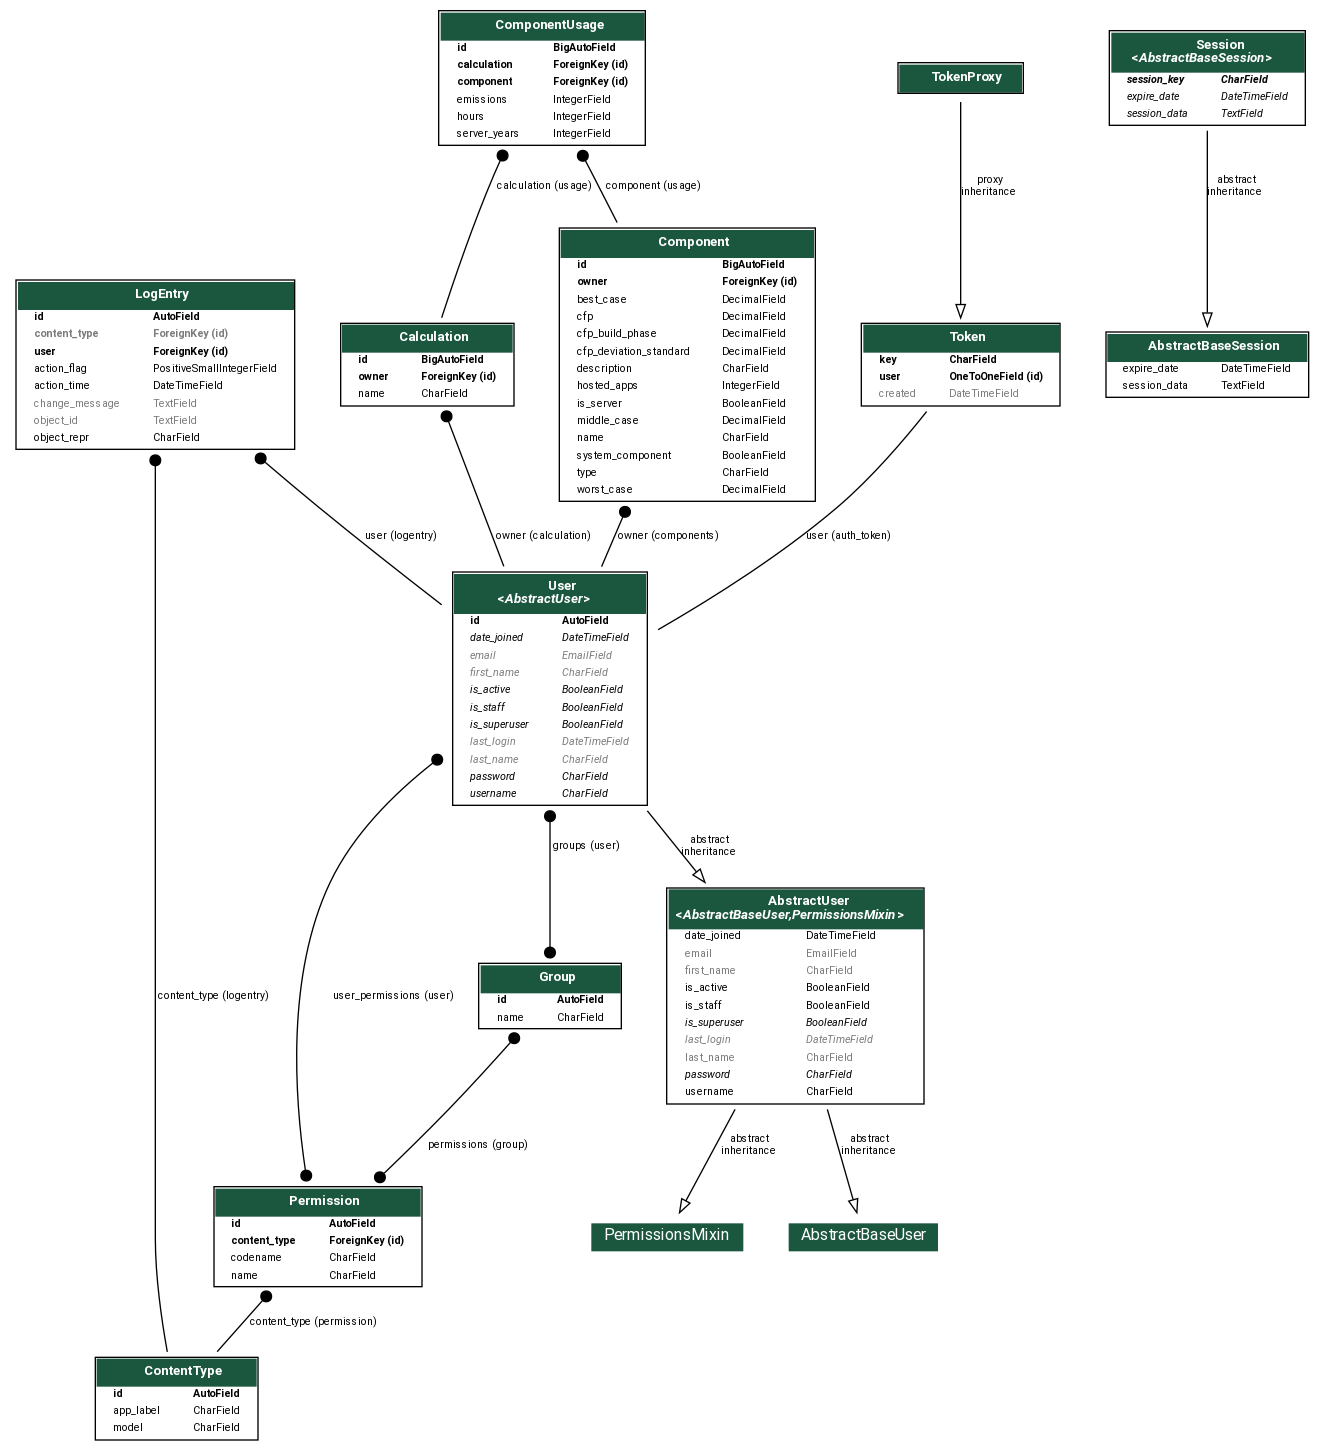 ComponentUsage
id BigAutoField
calculation ForeignKey (id)
component ForeignKey (id)
emissions IntegerField
hours IntegerField
server_years IntegerField
TokenProxy
Session
<AbstractBaseSession>
session_key CharField
expire_date DateTimeField
session_data TextField
calculation (usage)
component (usage)
proxy
inheritance
abstract
inheritance
Component
id BigAutoField
owner ForeignKey (id)
best_case DecimalField
cfp DecimalField
cfp_build_phase DecimalField
cfp_deviation_standard DecimalField
description CharField
hosted_apps IntegerField
is_server BooleanField
middle_case DecimalField
name CharField
system_component BooleanField
type CharField
worst_case DecimalField
LogEntry
id AutoField
content_type ForeignKey (id)
user ForeignKey (id)
action_flag PositiveSmallIntegerField
action_time DateTimeField
change_message TextField
object_id TextField
object_repr CharField
Calculation
id BigAutoField
owner ForeignKey (id)
name CharField
Token
key CharField
user OneToOneField (id)
created DateTimeField
AbstractBaseSession
expire_date DateTimeField
session_data TextField
user (logentry)
owner (calculation)
owner (components)
user (auth_token)
User
<AbstractUser>
id AutoField
date_joined DateTimeField
email EmailField
first_name CharField
is_active BooleanField
is_staff BooleanField
is_superuser BooleanField
last_login DateTimeField
last_name CharField
password CharField
username CharField
groups (user)
abstract
inheritance
AbstractUser
<AbstractBaseUser,PermissionsMixin>
date_joined DateTimeField
email EmailField
first_name CharField
is_active BooleanField
is_staff BooleanField
is_superuser BooleanField
last_login DateTimeField
last_name CharField
password CharField
username CharField
content_type (logentry)
user_permissions (user)
Group
id AutoField
name CharField
permissions (group)
abstract
inheritance
abstract
inheritance
Permission
id AutoField
content_type ForeignKey (id)
codename CharField
name CharField
PermissionsMixin
AbstractBaseUser
content_type (permission)
ContentType
id AutoField
app_label CharField
model CharField